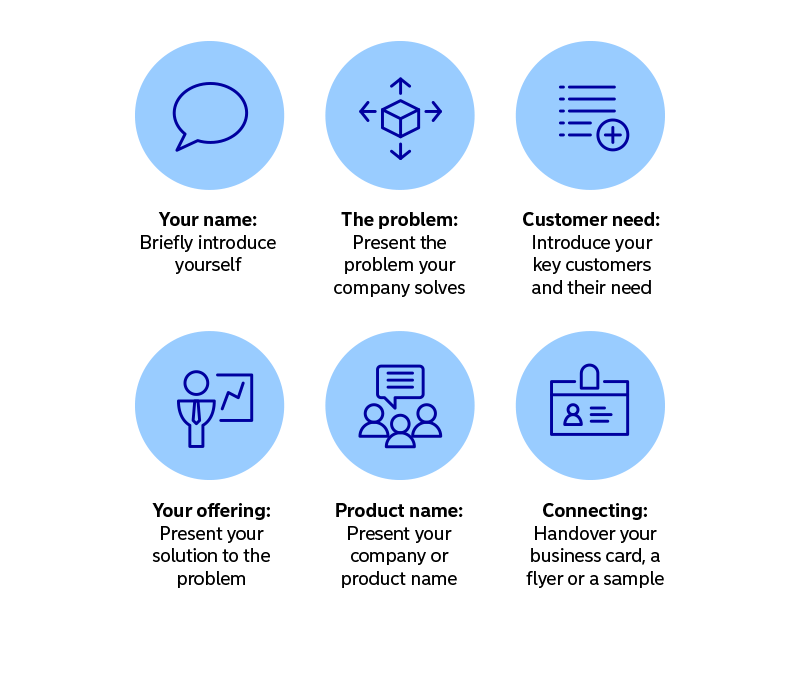 Your name:
Briefly introduce
yourself
The problem:
Present the
problem your
company solves
Customer need:
Introduce your
key customers
and their need
Your offering:
Present your
solution to the
problem
Product name:
Present your
company or
product name
Connecting:
Handover your
business card, a
flyer or a sample